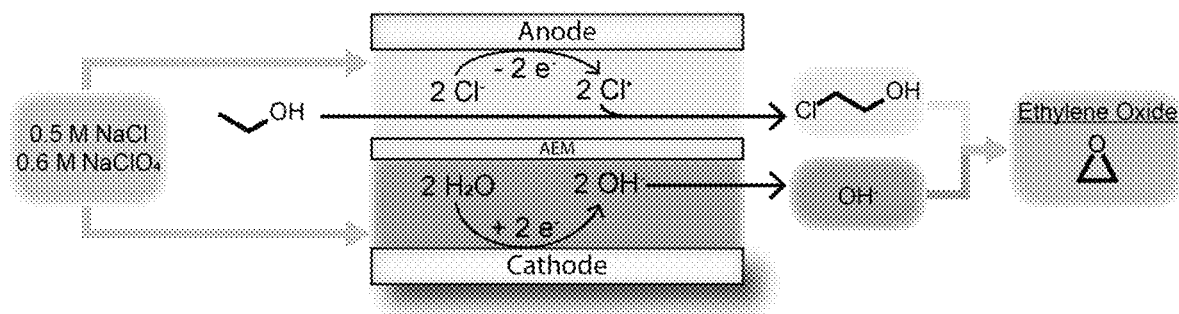 Anode
- 2 e⁻
2 Cl⁻
2 Cl⁺
OH
0.5 M NaCl
0.6 M NaClO₄
Cl
OH
Ethylene Oxide
O
AEM
2 H₂O
2 OH
OH
+ 2 e⁻
Cathode